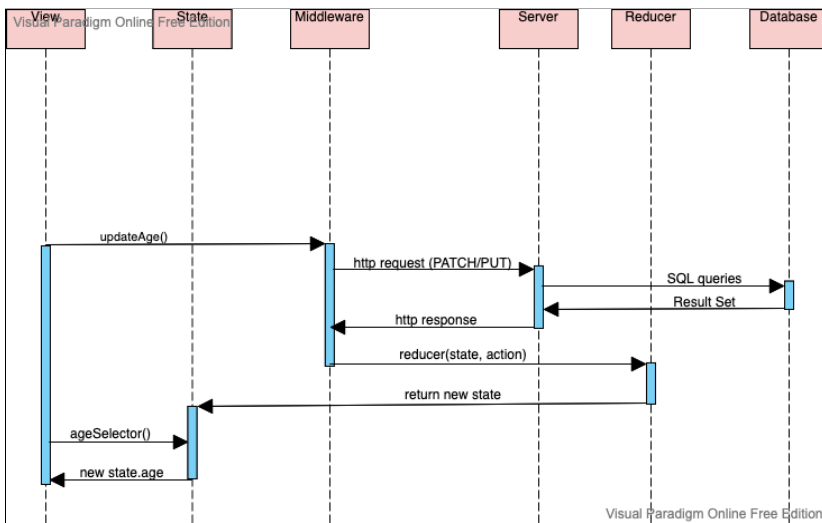 View
State
Middleware
Server
Reducer
Database
Visual Paradigm Online Free Edition
updateAge()
http request (PATCH/PUT)
SQL queries
Result Set
http response
reducer(state, action)
return new state
ageSelector()
new state.age
Visual Paradigm Online Free Edition